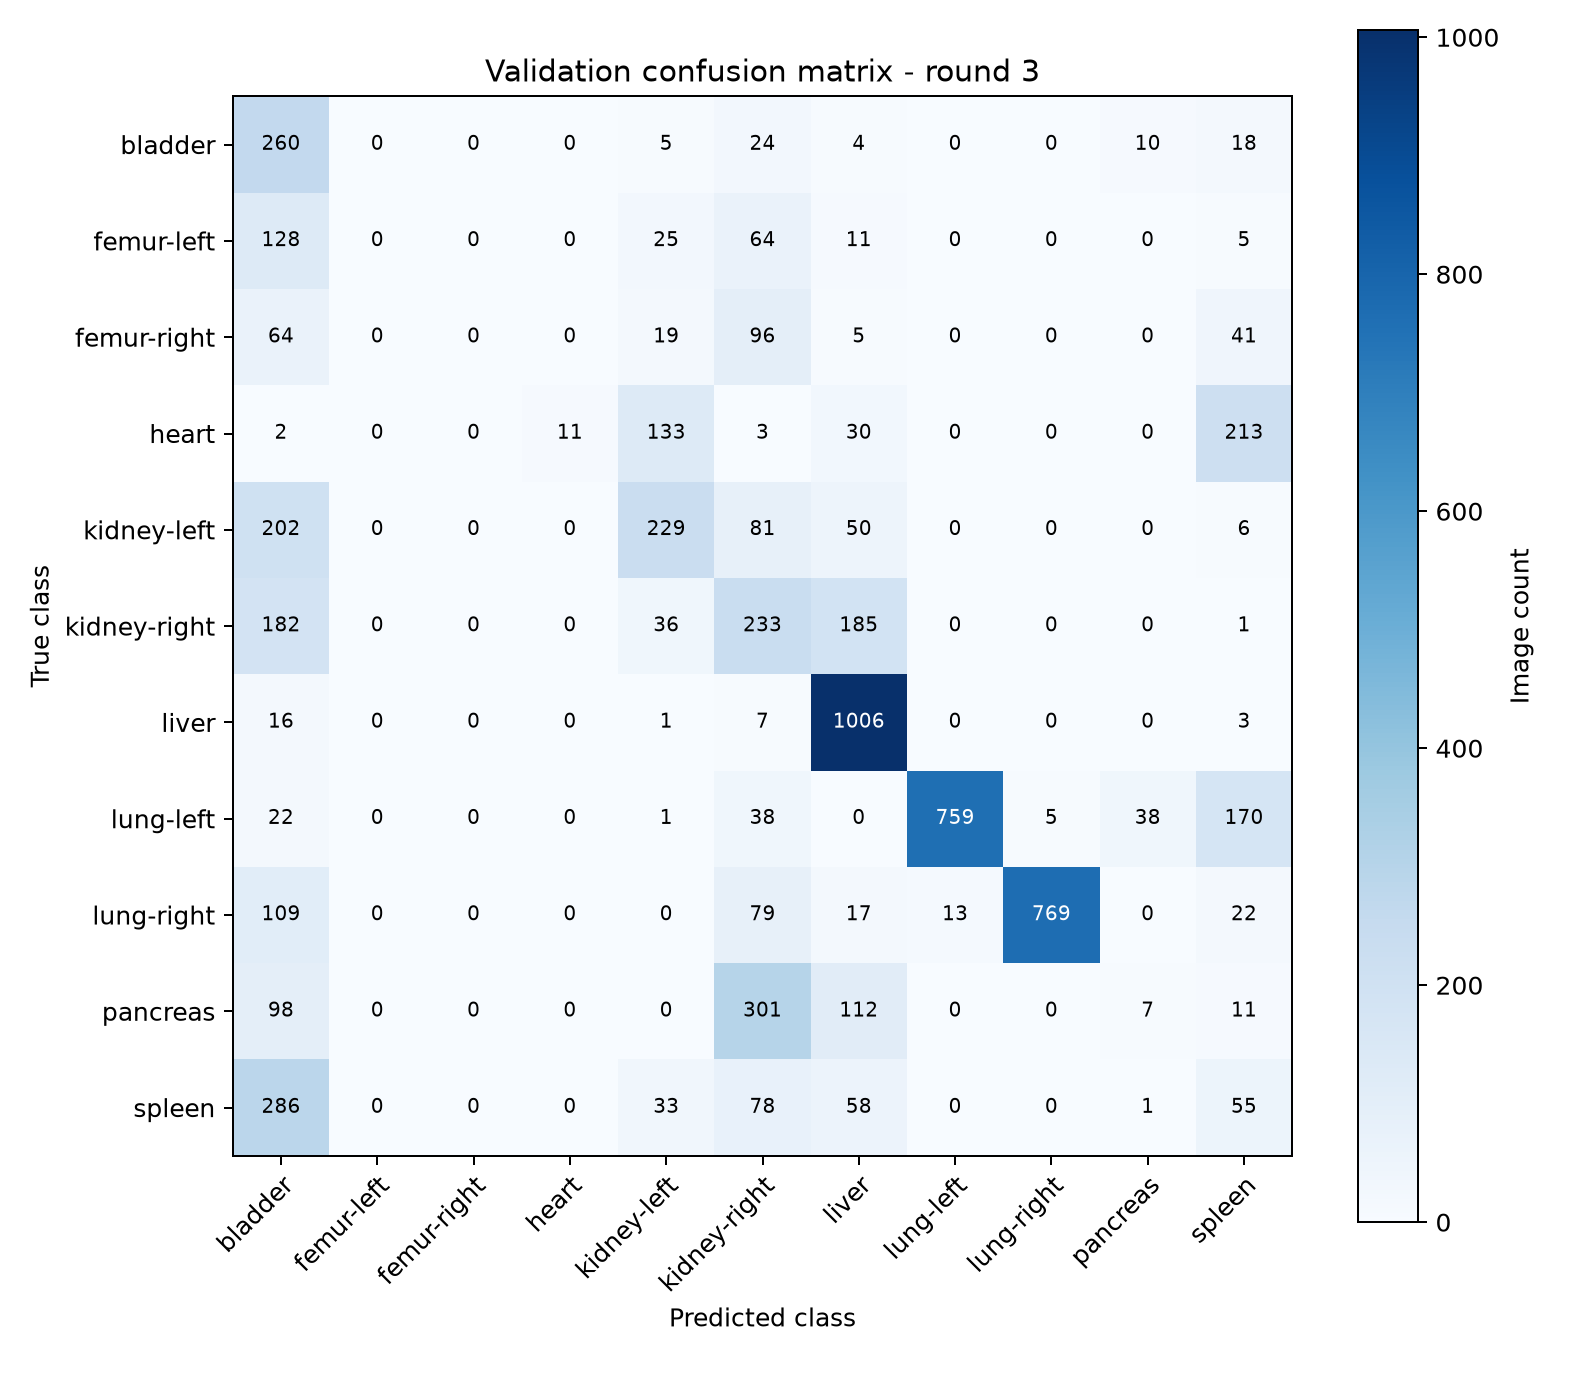 Validation confusion matrix - round 3
bladder 260 0 0 0 5 24 4 0 0 10 18
femur-left 128 0 0 0 25 64 11 0 0 0 5
femur-right 64 0 0 0 19 96 5 0 0 0 41
heart 2 0 0 11 133 3 30 0 0 0 213
kidney-left 202 0 0 0 229 81 50 0 0 0 6
kidney-right 182 0 0 0 36 233 185 0 0 0 1
liver 16 0 0 0 1 7 1006 0 0 0 3
lung-left 22 0 0 0 1 38 0 759 5 38 170
lung-right 109 0 0 0 0 79 17 13 769 0 22
pancreas 98 0 0 0 0 301 112 0 0 7 11
spleen 286 0 0 0 33 78 58 0 0 1 55
bladder femur-left femur-right heart kidney-left kidney-right liver lung-left lung-right pancreas spleen
Predicted class
True class
1000
800
600
400
200
0
Image count